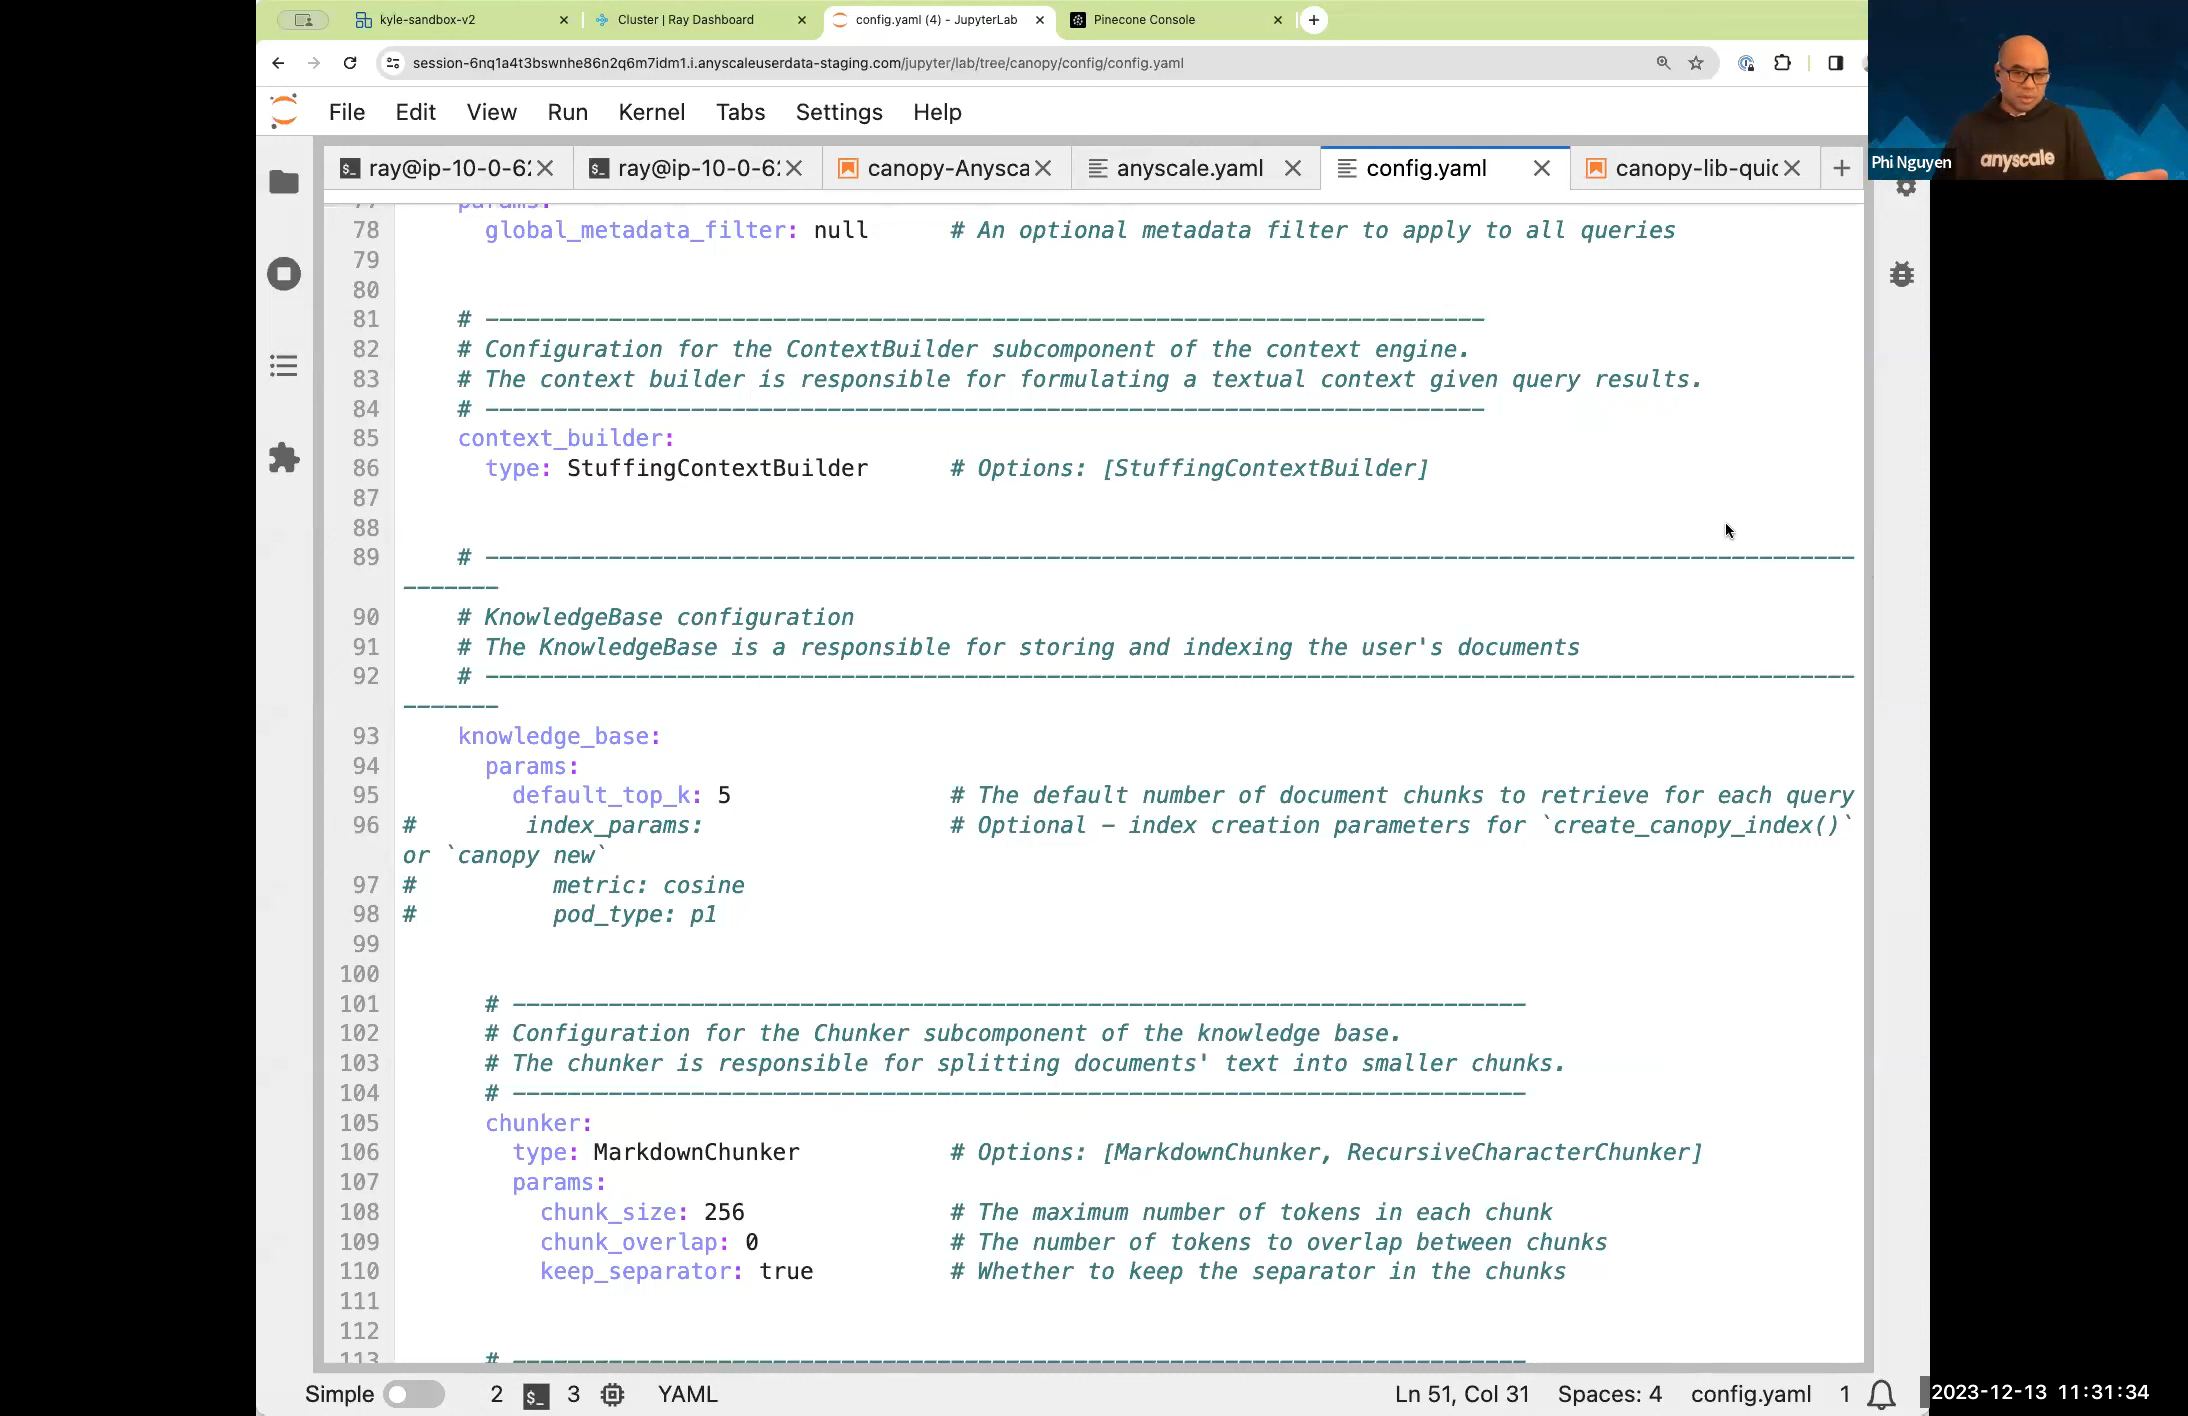 kyle-sandbox-v2
Cluster | Ray Dashboard
config.yaml (4) - JupyterLab
Pinecone Console
session-6nq1a4t3bswnhe86n2q6m7idm1.i.anyscaleuserdata-staging.com/jupyter/lab/tree/canopy/config/config.yaml
File Edit View Run Kernel Tabs Settings Help
anyscale
Phi Nguyen
ray@ip-10-0-62
ray@ip-10-0-62
canopy-Anysca
anyscale.yaml
config.yaml
canopy-lib-quic
77 params:
78 global_metadata_filter: null # An optional metadata filter to apply to all queries
79
80
81 # -------------------------------------------------------------------------
82 # Configuration for the ContextBuilder subcomponent of the context engine.
83 # The context builder is responsible for formulating a textual context given query results.
84 # -------------------------------------------------------------------------
85 context_builder:
86 type: StuffingContextBuilder # Options: [StuffingContextBuilder]
87
88
89 # ----------------------------------------------------------------------------------------------------
-------
90 # KnowledgeBase configuration
91 # The KnowledgeBase is a responsible for storing and indexing the user's documents
92 # ----------------------------------------------------------------------------------------------------
-------
93 knowledge_base:
94 params:
95 default_top_k: 5 # The default number of document chunks to retrieve for each query
96 # index_params: # Optional - index creation parameters for `create_canopy_index()`
or `canopy new`
97 # metric: cosine
98 # pod_type: p1
99
100
101 # --------------------------------------------------------------------------
102 # Configuration for the Chunker subcomponent of the knowledge base.
103 # The chunker is responsible for splitting documents' text into smaller chunks.
104 # --------------------------------------------------------------------------
105 chunker:
106 type: MarkdownChunker # Options: [MarkdownChunker, RecursiveCharacterChunker]
107 params:
108 chunk_size: 256 # The maximum number of tokens in each chunk
109 chunk_overlap: 0 # The number of tokens to overlap between chunks
110 keep_separator: true # Whether to keep the separator in the chunks
111
112
113 # --------------------------------------------------------------------------
Simple 2 $_ 3 YAML Ln 51, Col 31 Spaces: 4 config.yaml 1
2023-12-13 11:31:34